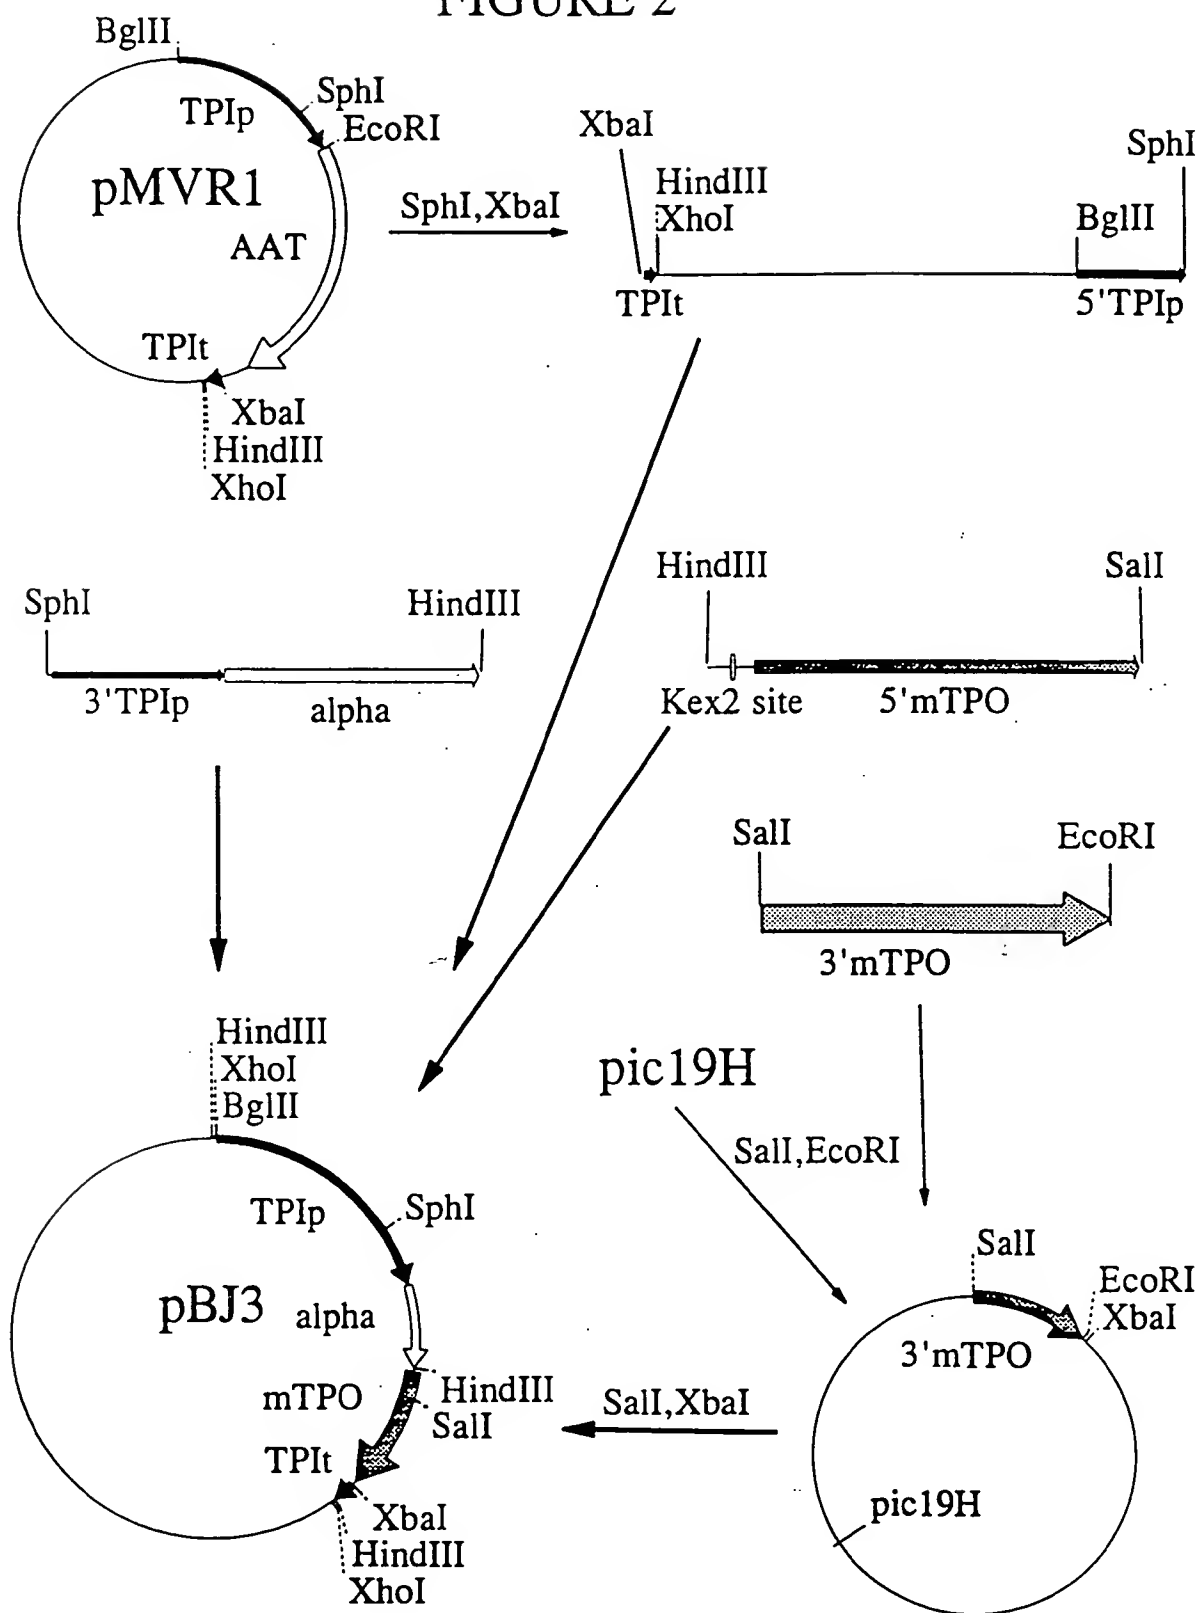 FIGURE 2
BglII
TPIp
SphI
EcoRI
pMVR1
AAT
TPIt
XbaI
HindIII
XhoI
SphI,XbaI
XbaI
HindIII
XhoI
TPIt
BglII
SphI
5'TPIp
SphI
HindIII
3'TPIp
alpha
HindIII
SalI
Kex2 site
5'mTPO
SalI
EcoRI
3'mTPO
pic19H
SalI,EcoRI
HindIII
XhoI
BglII
TPIp
SphI
pBJ3
alpha
mTPO
HindIII
SalI
TPIt
XbaI
HindIII
XhoI
SalI,XbaI
SalI
EcoRI
XbaI
3'mTPO
pic19H